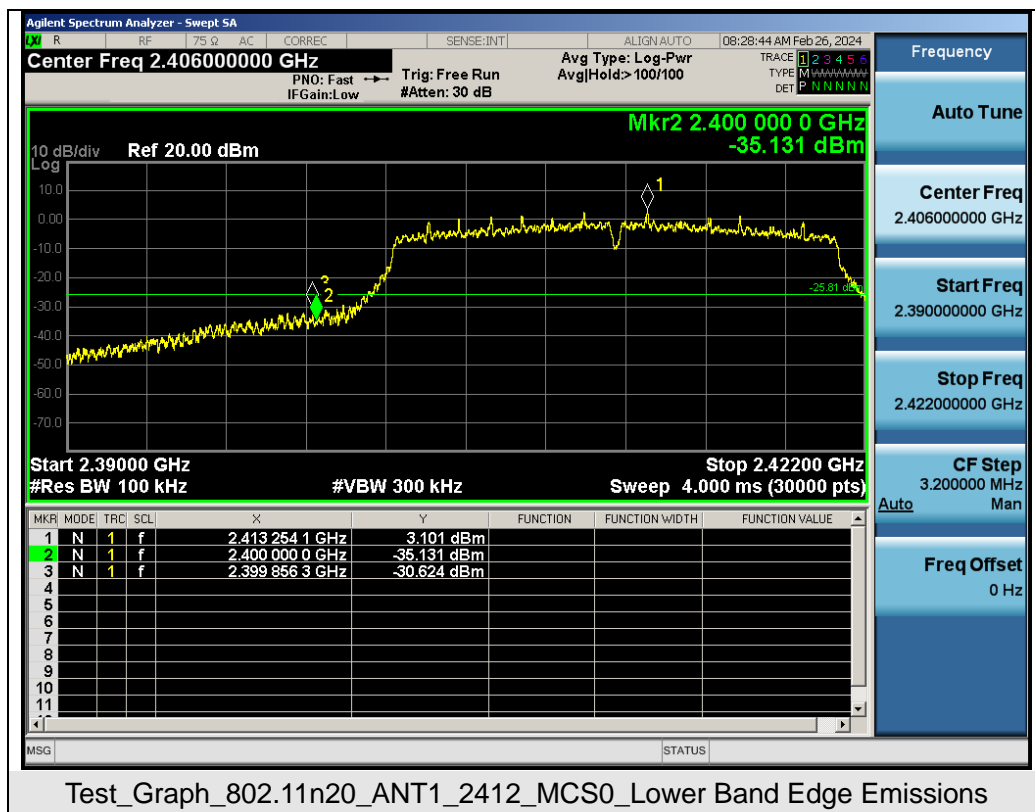 Agilent Spectrum Analyzer - Swept SA
LXI R RF 75 Ω AC CORREC SENSE:INT ALIGN AUTO 08:28:44 AM Feb 26, 2024
Center Freq 2.406000000 GHz
PNO: Fast
IFGain:Low
Trig: Free Run
#Atten: 30 dB
Avg Type: Log-Pwr
Avg|Hold:>100/100
TRACE 1 2 3 4 5 6
TYPE M
DET P N N N N N
Mkr2 2.400 000 0 GHz
-35.131 dBm
10 dB/div Ref 20.00 dBm
Log
10.0
0.00
-10.0
-20.0
-30.0
-40.0
-50.0
-60.0
-70.0
1
3
2
-25.81 dBm
Start 2.39000 GHz Stop 2.42200 GHz
#Res BW 100 kHz #VBW 300 kHz Sweep 4.000 ms (30000 pts)
MKR MODE TRC SCL X Y FUNCTION FUNCTION WIDTH FUNCTION VALUE
1 N 1 f 2.413 254 1 GHz 3.101 dBm
2 N 1 f 2.400 000 0 GHz -35.131 dBm
3 N 1 f 2.399 856 3 GHz -30.624 dBm
4
5
6
7
8
9
10
11
MSG STATUS
Frequency
Auto Tune
Center Freq
2.406000000 GHz
Start Freq
2.390000000 GHz
Stop Freq
2.422000000 GHz
CF Step
3.200000 MHz
Auto Man
Freq Offset
0 Hz
Test_Graph_802.11n20_ANT1_2412_MCS0_Lower Band Edge Emissions